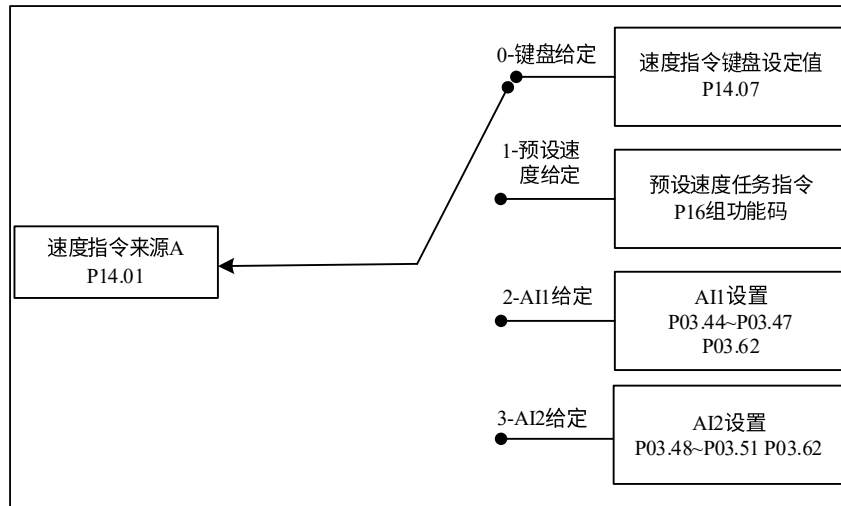 0-键盘给定
速度指令键盘设定值
P14.07
1-预设速
度给定
预设速度任务指令
P16组功能码
速度指令来源A
P14.01
2-AI1给定
AI1设置
P03.44~P03.47
P03.62
3-AI2给定
AI2设置
P03.48~P03.51 P03.62